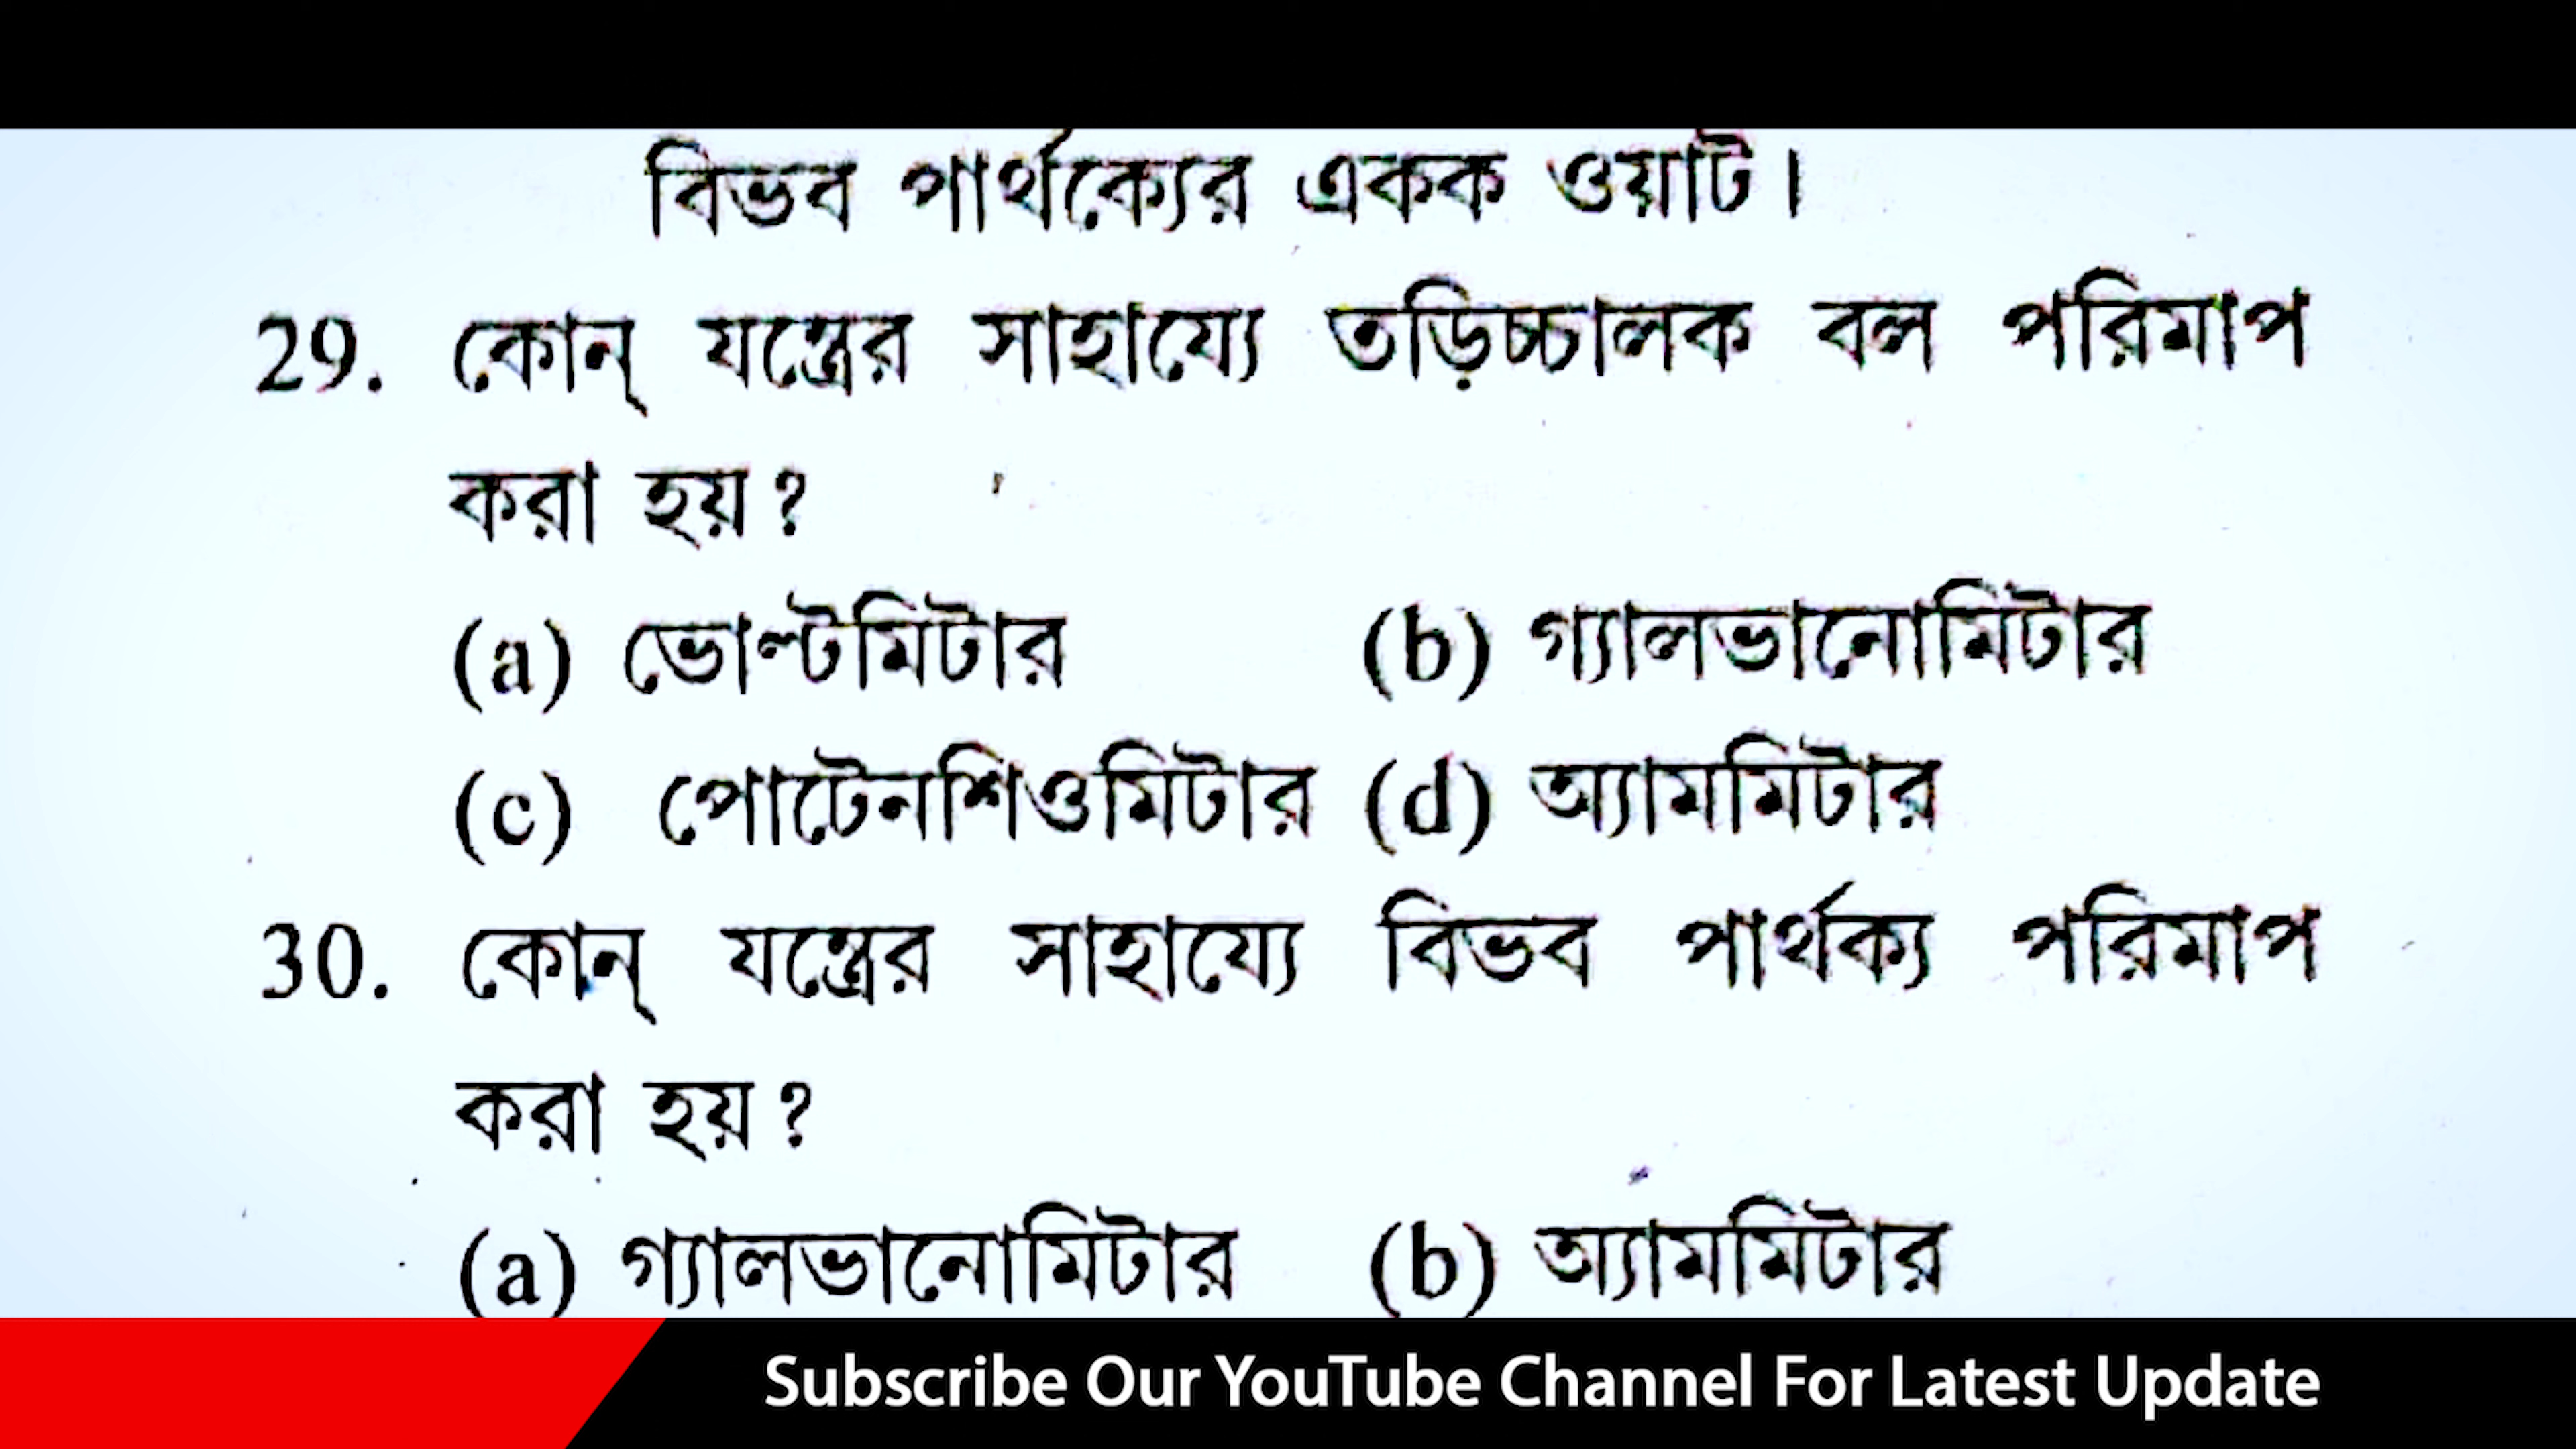 বিভব পার্থক্যের একক ওয়াট।
29. কোন্ যন্ত্রের সাহায্যে তড়িচ্চালক বল পরিমাপ
করা হয়?
(a) ভোল্টমিটার (b) গ্যালভানোমিটার
(c) পোটেনশিওমিটার (d) অ্যামমিটার
30. কোন্ যন্ত্রের সাহায্যে বিভব পার্থক্য পরিমাপ
করা হয়?
(a) গ্যালভানোমিটার (b) অ্যামমিটার
Subscribe Our YouTube Channel For Latest Update